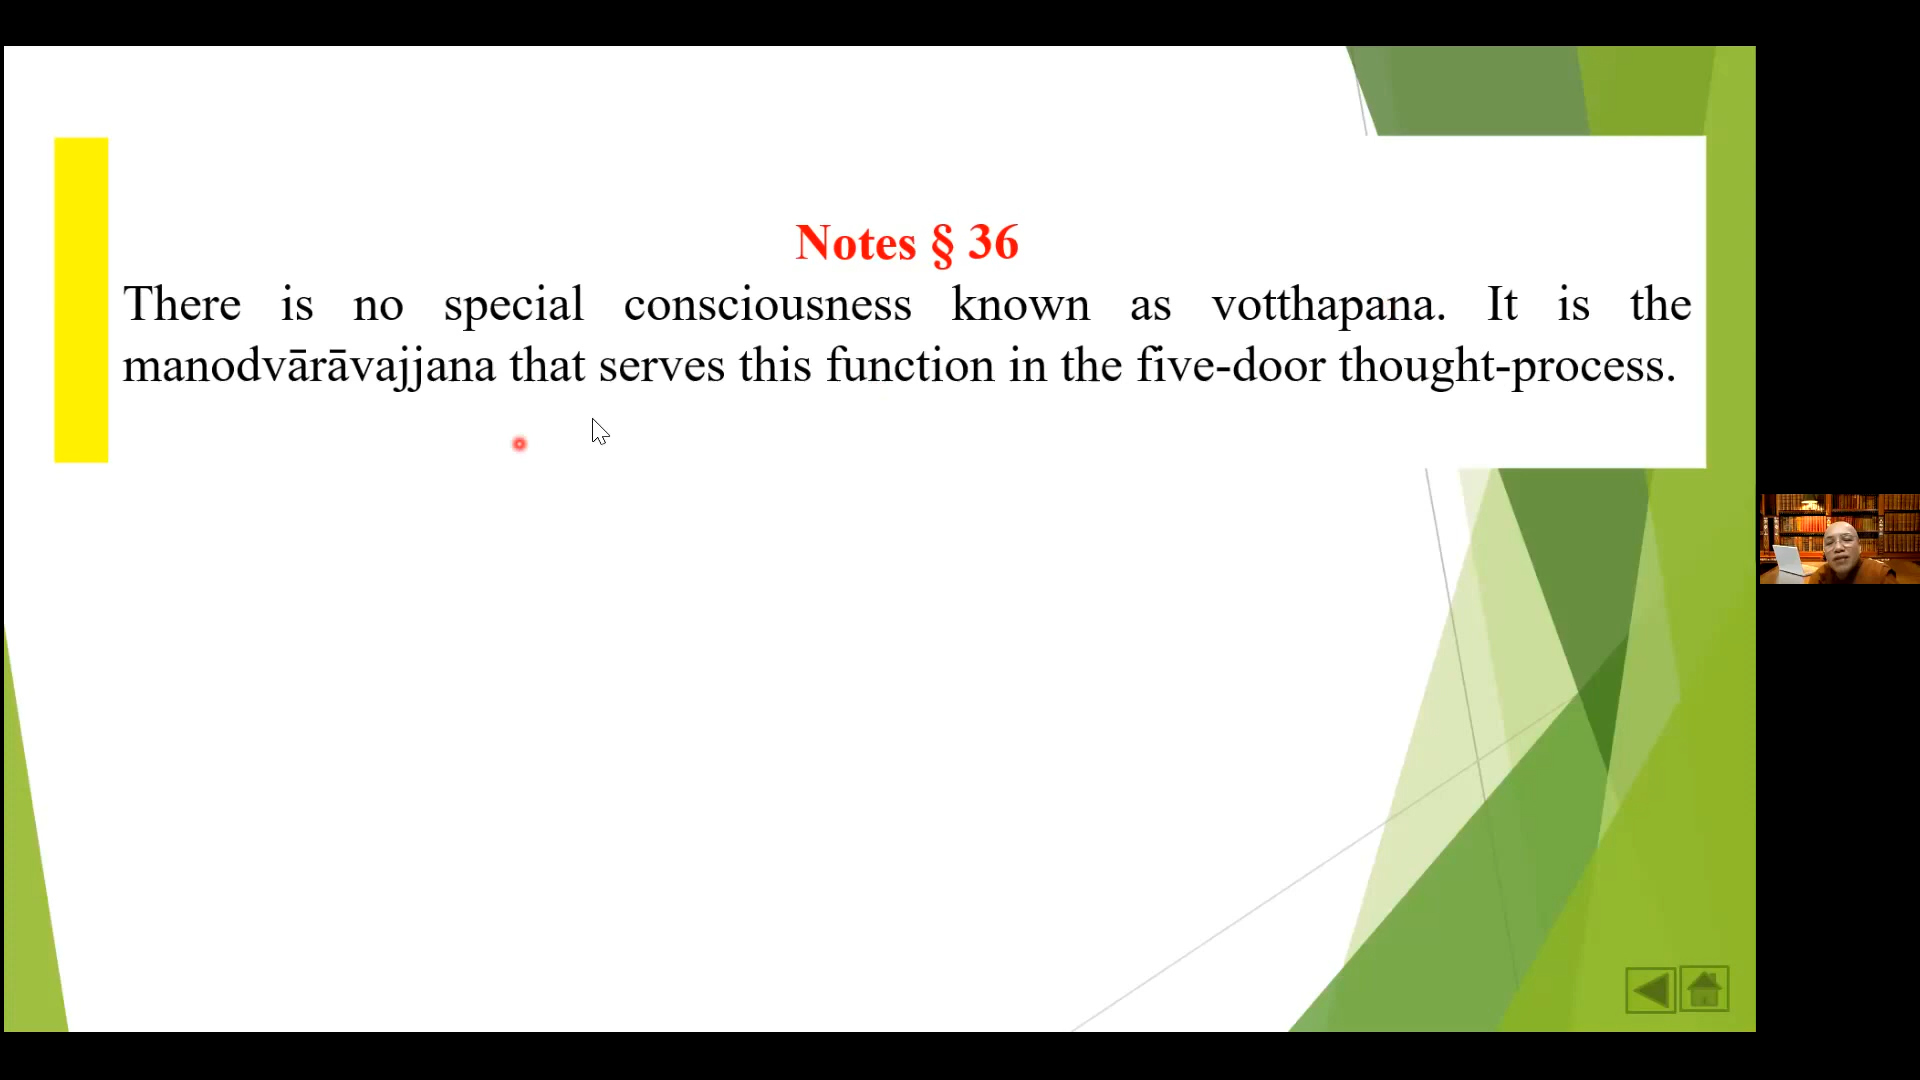 Notes § 36
There is no special consciousness known as votthapana. It is the
manodvārāvajjana that serves this function in the five-door thought-process.